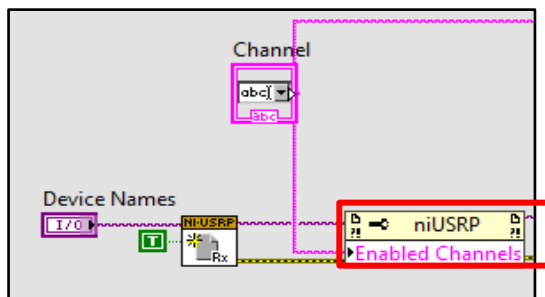 Channel
abc
abc
Device Names
I/O
NI-USRP
T
Rx
niUSRP
Enabled Channels